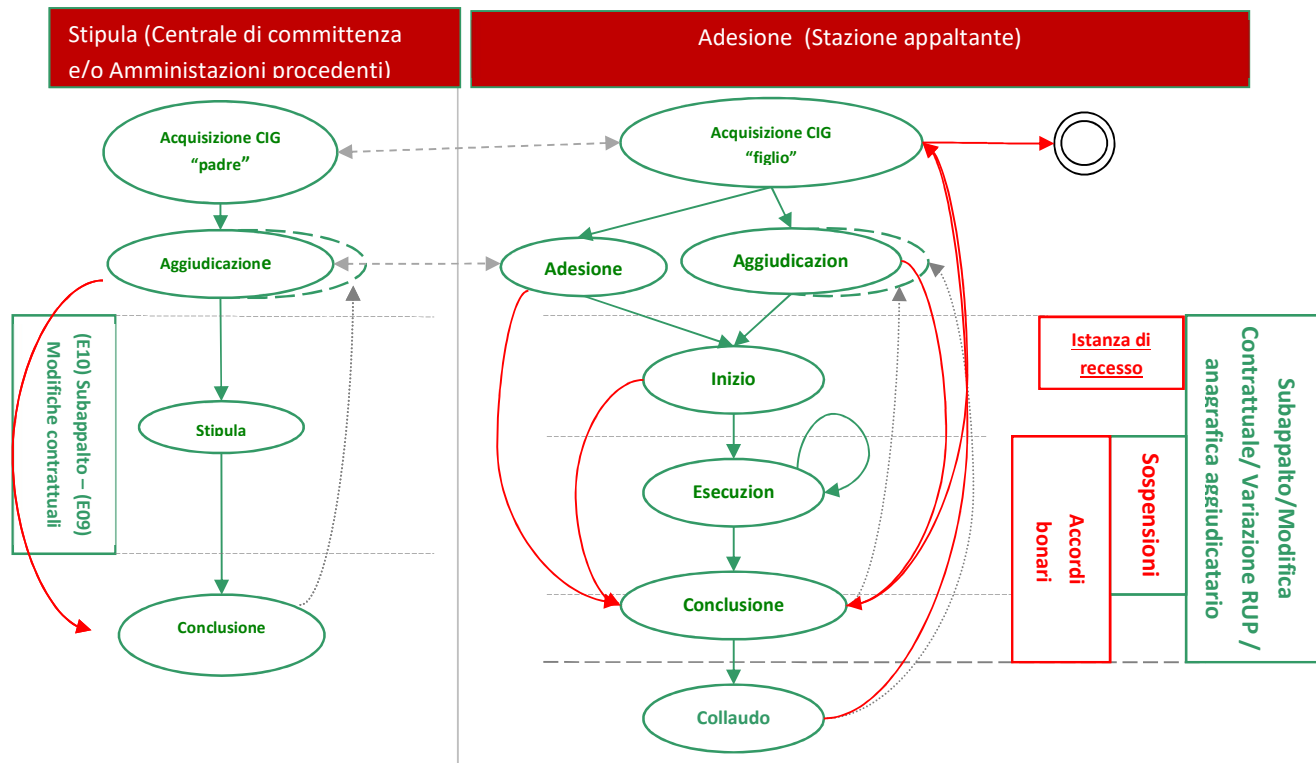 Stipula (Centrale di committenza
e/o Amministazioni procedenti)
Adesione (Stazione appaltante)
Acquisizione CIG
“padre”
Acquisizione CIG
“figlio”
Aggiudicazione
Adesione
Aggiudicazion
(E10) Subappalto – (E09)
Modifiche contrattuali
Stipula
Conclusione
Inizio
Esecuzion
Conclusione
Collaudo
Istanza di
recesso
Accordi
bonari
Sospensioni
Subappalto/Modifica
Contrattuale/ Variazione RUP /
anagrafica aggiudicatario